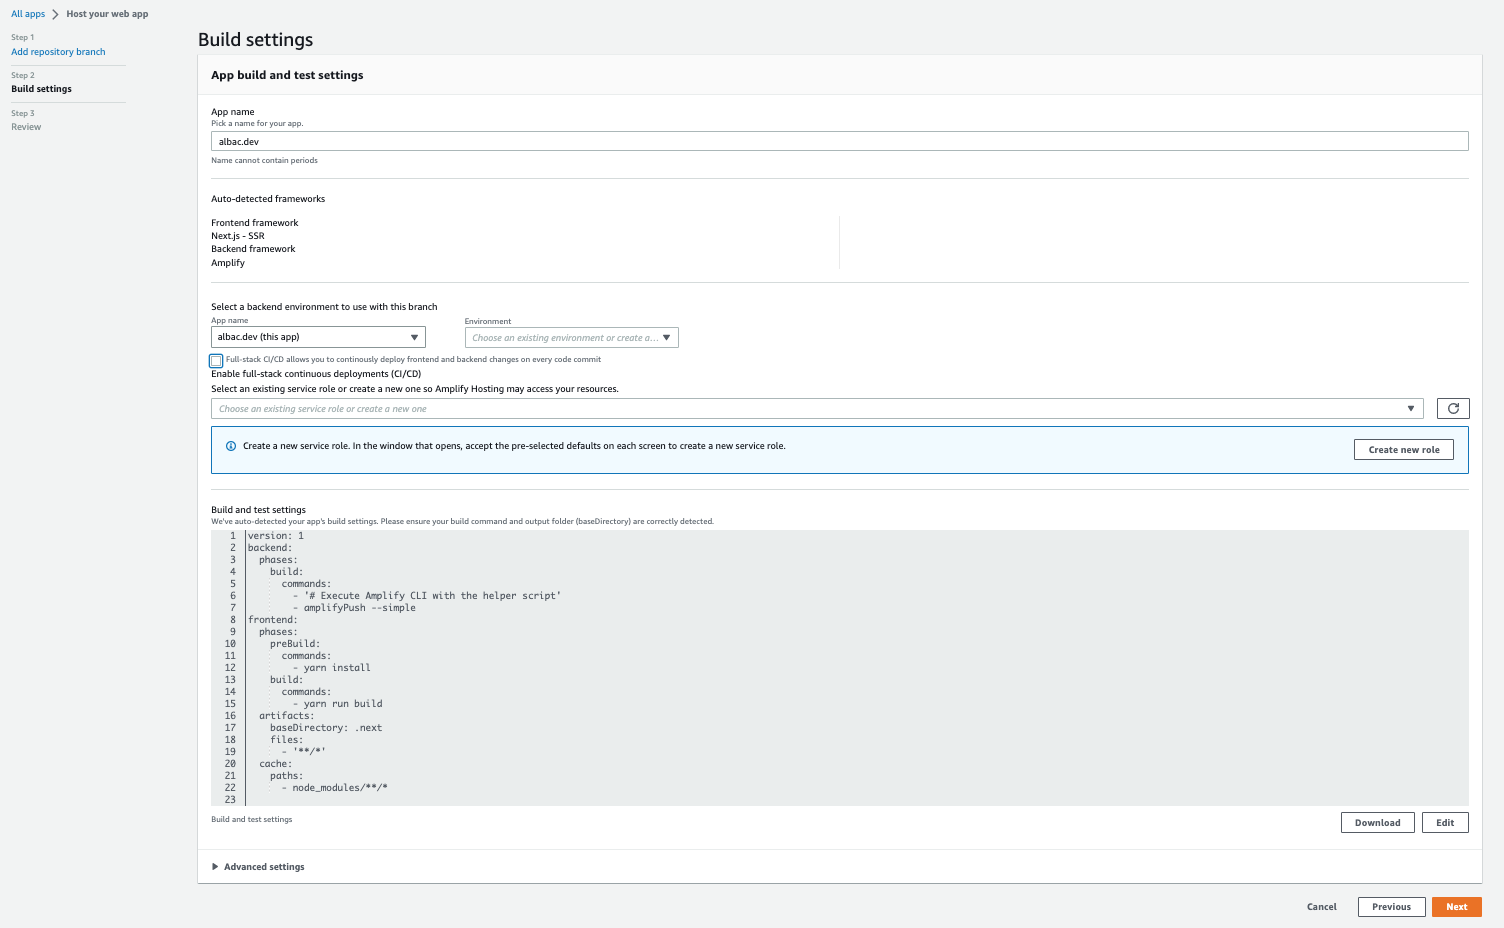 All apps > Host your web app
Step 1
Add repository branch
Step 2
Build settings
Step 3
Review
Build settings
App build and test settings
App name
Pick a name for your app.
albac.dev
Name cannot contain periods
Auto-detected frameworks
Frontend framework
Next.js - SSR
Backend framework
Amplify
Select a backend environment to use with this branch
App name
albac.dev (this app)
Environment
Choose an existing environment or create a...
Full-stack CI/CD allows you to continously deploy frontend and backend changes on every code commit
Enable full-stack continuous deployments (CI/CD)
Select an existing service role or create a new one so Amplify Hosting may access your resources.
Choose an existing service role or create a new one
Create a new service role. In the window that opens, accept the pre-selected defaults on each screen to create a new service role.
Create new role
Build and test settings
We've auto-detected your app's build settings. Please ensure your build command and output folder (baseDirectory) are correctly detected.
1 version: 1
2 backend:
3   phases:
4     build:
5       commands:
6         - '# Execute Amplify CLI with the helper script'
7         - amplifyPush --simple
8 frontend:
9   phases:
10     preBuild:
11       commands:
12         - yarn install
13     build:
14       commands:
15         - yarn run build
16   artifacts:
17     baseDirectory: .next
18     files:
19       - '**/*'
20   cache:
21     paths:
22       - node_modules/**/*
23
Build and test settings
Download
Edit
Advanced settings
Cancel
Previous
Next